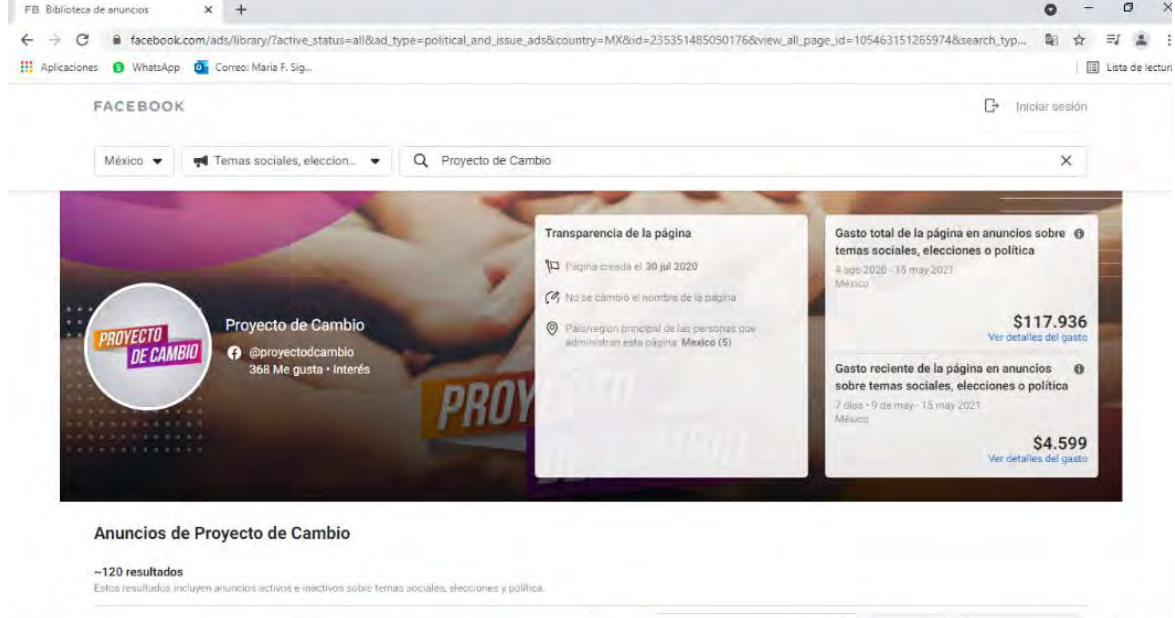 FB Biblioteca de anuncios
facebook.com/ads/library/?active_status=all&ad_type=political_and_issue_ads&country=MX&id=235351485050176&view_all_page_id=105463151265974&search_typ...
Aplicaciones WhatsApp Correo: Maria F. Sig... Lista de lectura
FACEBOOK Iniciar sesión
México Temas sociales, eleccion... Proyecto de Cambio
Transparencia de la página
Página creada el 30 jul 2020
No se cambió el nombre de la página
País/región principal de las personas que
administran esta página: Mexico (5)
Gasto total de la página en anuncios sobre
temas sociales, elecciones o política
4 ago 2020 - 15 may 2021
México
$117.936
Ver detalles del gasto
Gasto reciente de la página en anuncios
sobre temas sociales, elecciones o política
7 días • 9 de may - 15 may 2021
México
$4.599
Ver detalles del gasto
PROYECTO
DE CAMBIO
Proyecto de Cambio
@proyectodcambio
368 Me gusta • Interés
PROY
Anuncios de Proyecto de Cambio
~120 resultados
Estos resultados incluyen anuncios activos e inactivos sobre temas sociales, elecciones y política.